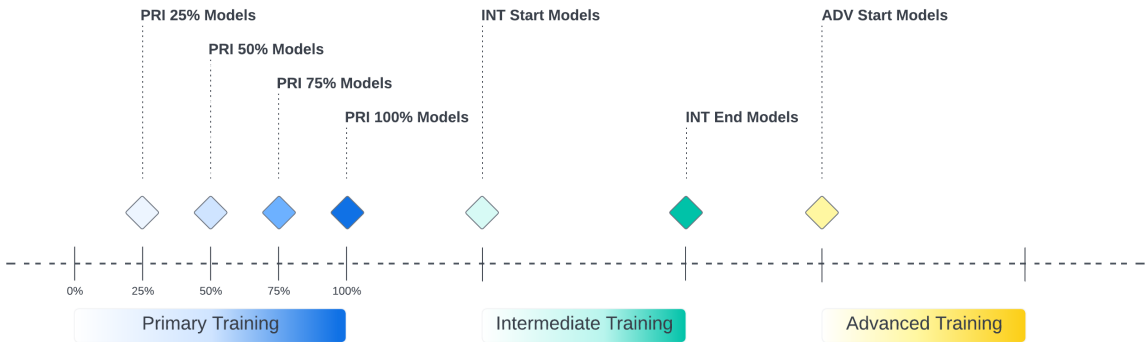 PRI 25% Models
INT Start Models
ADV Start Models
PRI 50% Models
PRI 75% Models
PRI 100% Models
INT End Models
0%
25%
50%
75%
100%
Primary Training
Intermediate Training
Advanced Training